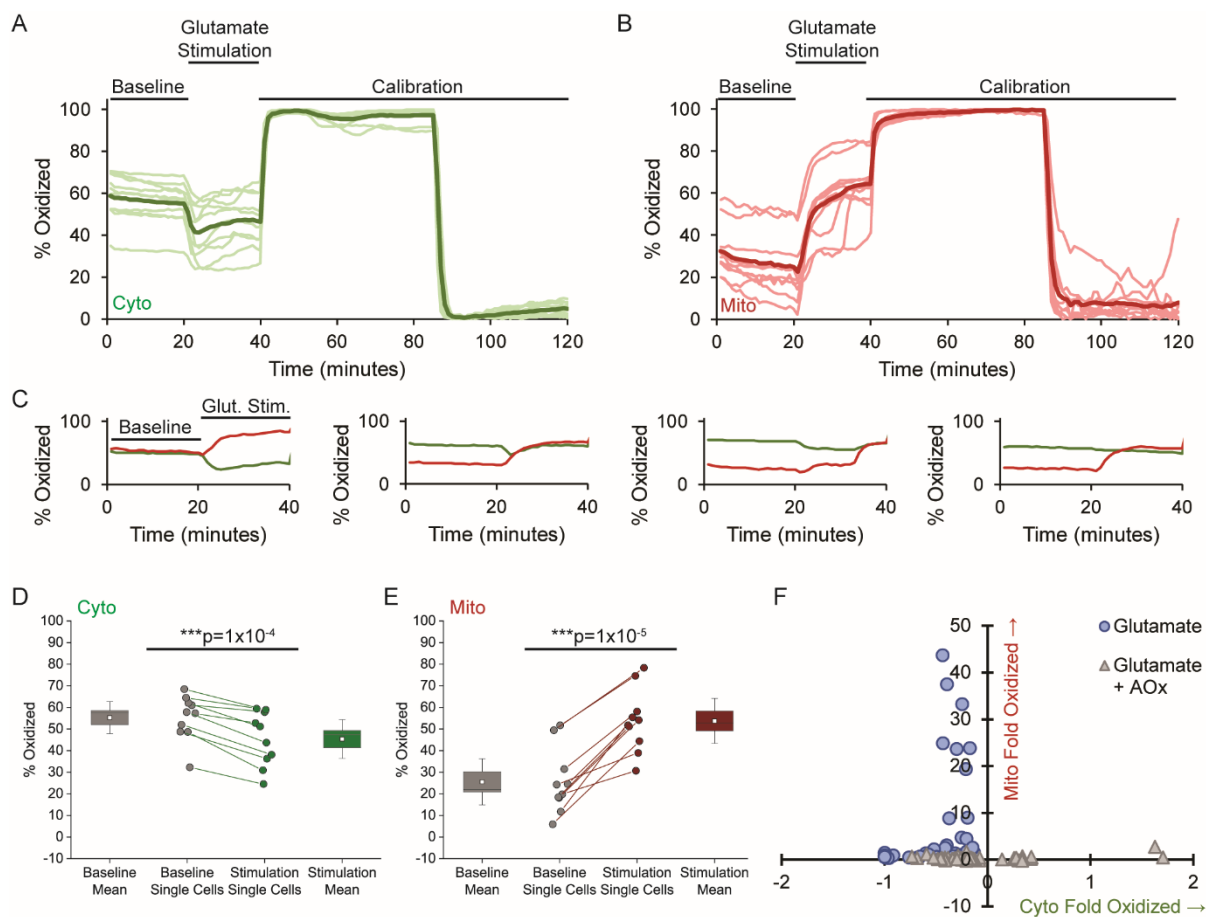 A
Glutamate
Stimulation
Baseline
Calibration
100
80
60
40
20
0
% Oxidized
Cyto
0 20 40 60 80 100 120
Time (minutes)
B
Glutamate
Stimulation
Baseline
Calibration
100
80
60
40
20
0
% Oxidized
Mito
0 20 40 60 80 100 120
Time (minutes)
C
Baseline
Glut. Stim.
100
0
% Oxidized
0 20 40
Time (minutes)
100
0
% Oxidized
0 20 40
Time (minutes)
100
0
% Oxidized
0 20 40
Time (minutes)
100
0
% Oxidized
0 20 40
Time (minutes)
D
Cyto
***p=1x10-4
100
90
80
70
60
50
40
30
20
10
0
-10
% Oxidized
Baseline
Mean
Baseline
Single Cells
Stimulation
Single Cells
Stimulation
Mean
E
Mito
***p=1x10-5
100
90
80
70
60
50
40
30
20
10
0
-10
% Oxidized
Baseline
Mean
Baseline
Single Cells
Stimulation
Single Cells
Stimulation
Mean
F
Glutamate
Glutamate
+ AOx
50
40
30
20
10
0
-10
Mito Fold Oxidized →
-2 -1 0 1 2
Cyto Fold Oxidized →